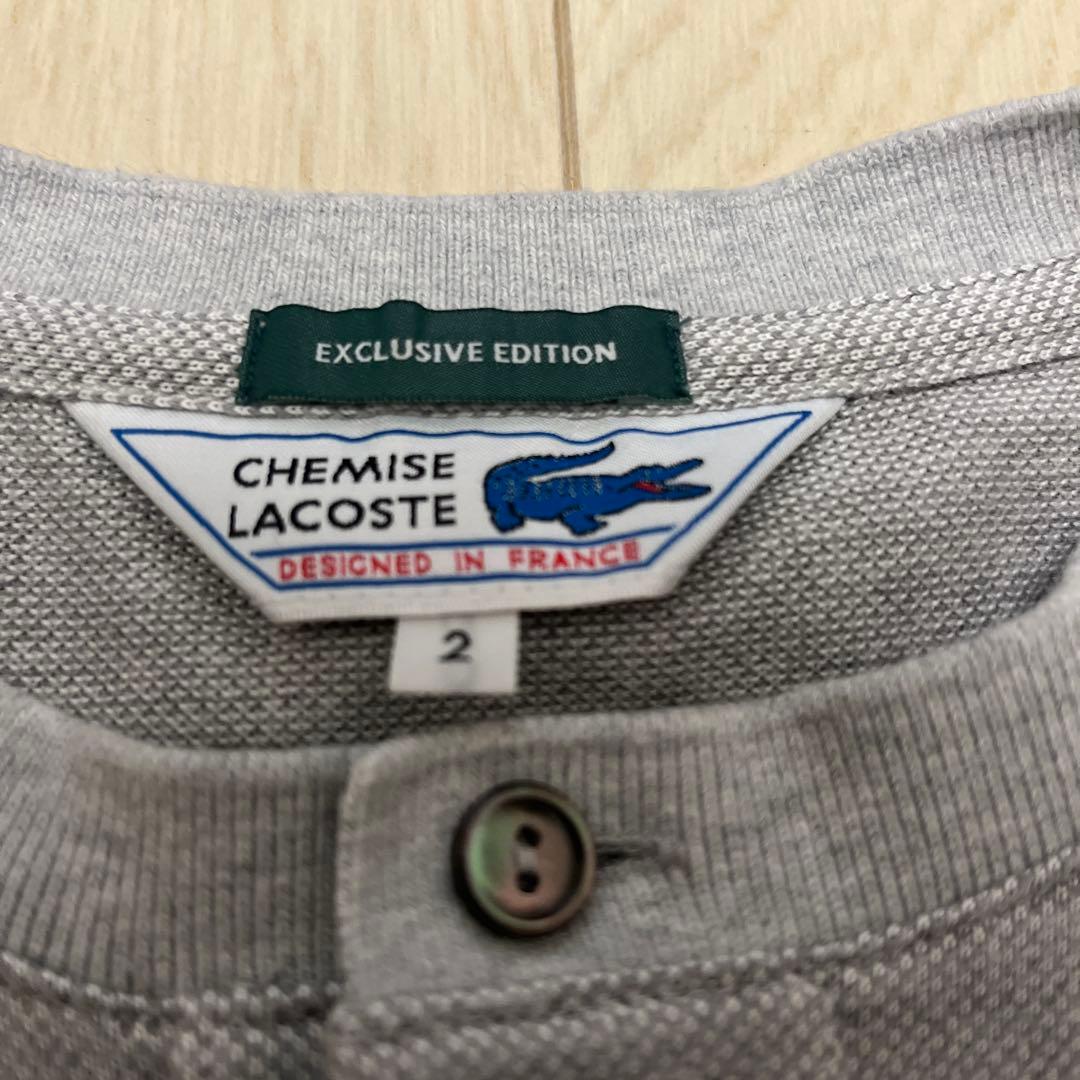 EXCLUSIVE EDITION
CHEMISE
LACOSTE
DESIGNED IN FRANCE
2